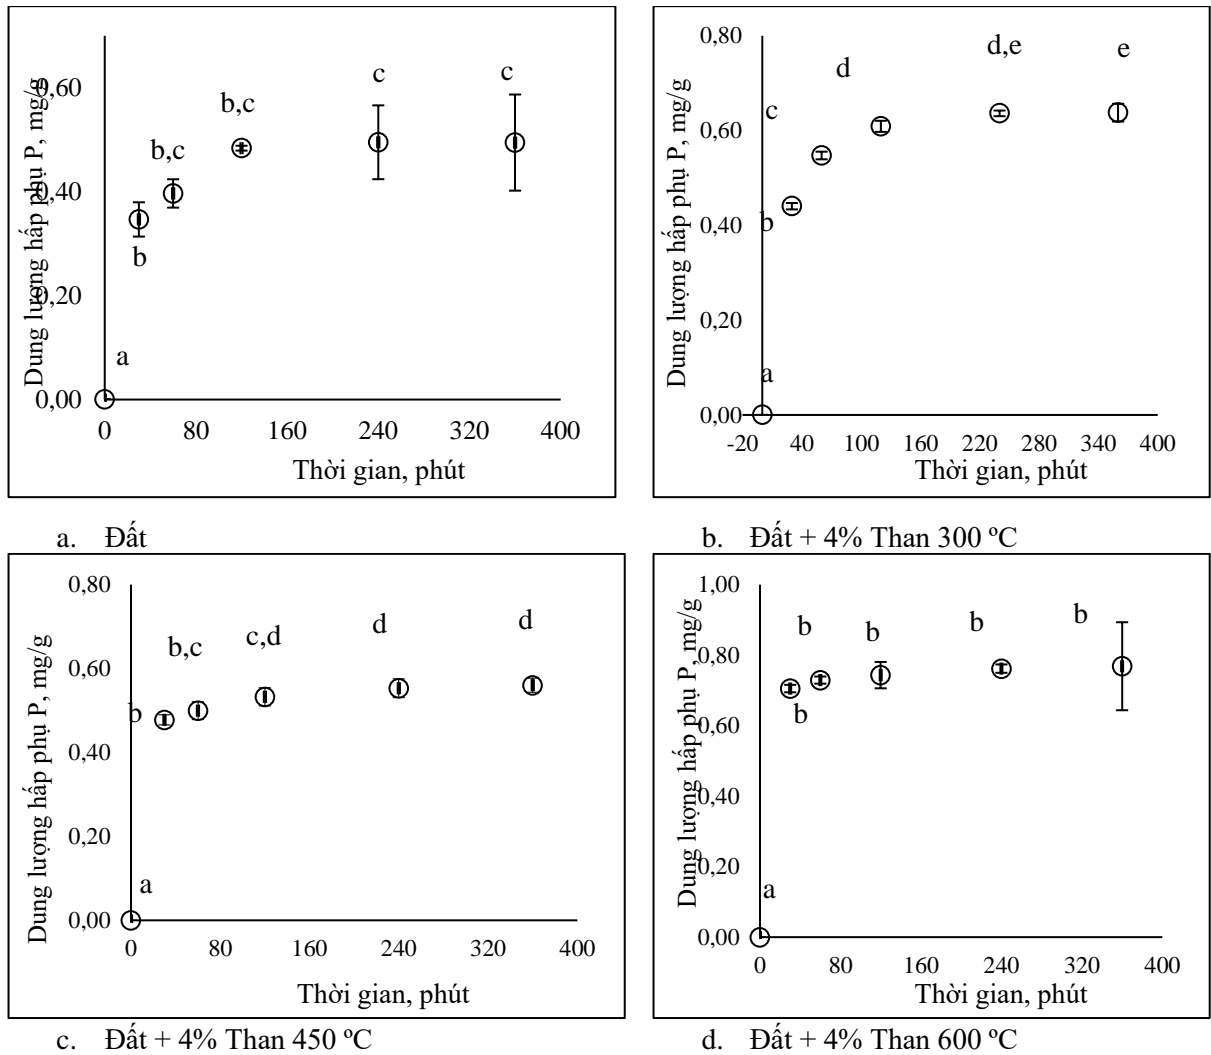 Dung lượng hấp phụ P, mg/g
0,60
0,40
0,20
0,00
a
b
b,c
b,c
c
c
0
80
160
240
320
400
Thời gian, phút
a. Đất
Dung lượng hấp phụ P, mg/g
0,80
0,60
0,40
0,20
0,00
a
b
c
d
d,e
e
-20
40
100
160
220
280
340
400
Thời gian, phút
b. Đất + 4% Than 300 ºC
Dung lượng hấp phụ P, mg/g
0,80
0,60
0,40
0,20
0,00
a
b
b,c
c,d
d
d
0
80
160
240
320
400
Thời gian, phút
c. Đất + 4% Than 450 ºC
Dung lượng hấp phụ P, mg/g
1,00
0,80
0,60
0,40
0,20
0,00
a
b
b
b
b
b
0
80
160
240
320
400
Thời gian, phút
d. Đất + 4% Than 600 ºC